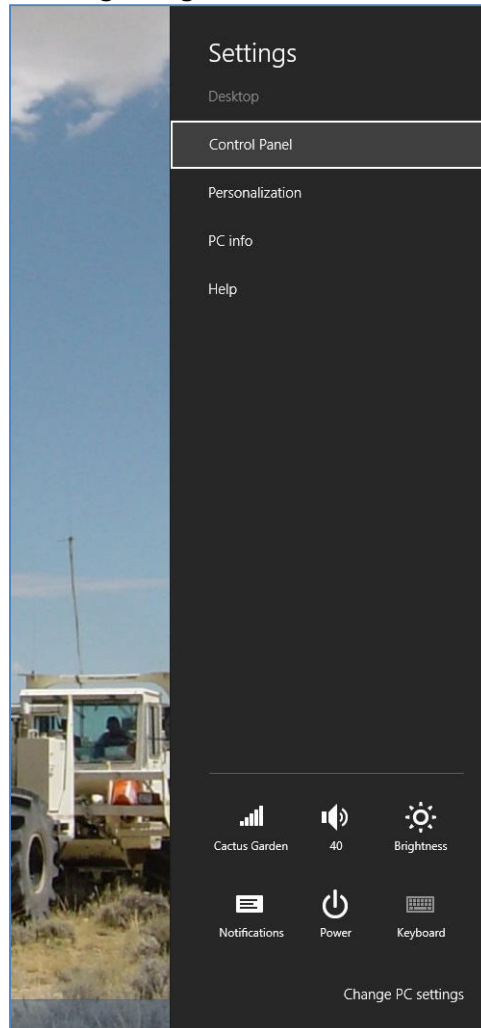 Settings
Desktop
Control Panel
Personalization
PC info
Help
Cactus Garden 40 Brightness
Notifications Power Keyboard
Change PC settings